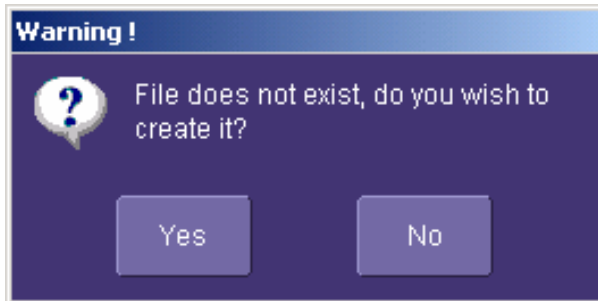 Warning !
File does not exist, do you wish to
create it?
Yes No